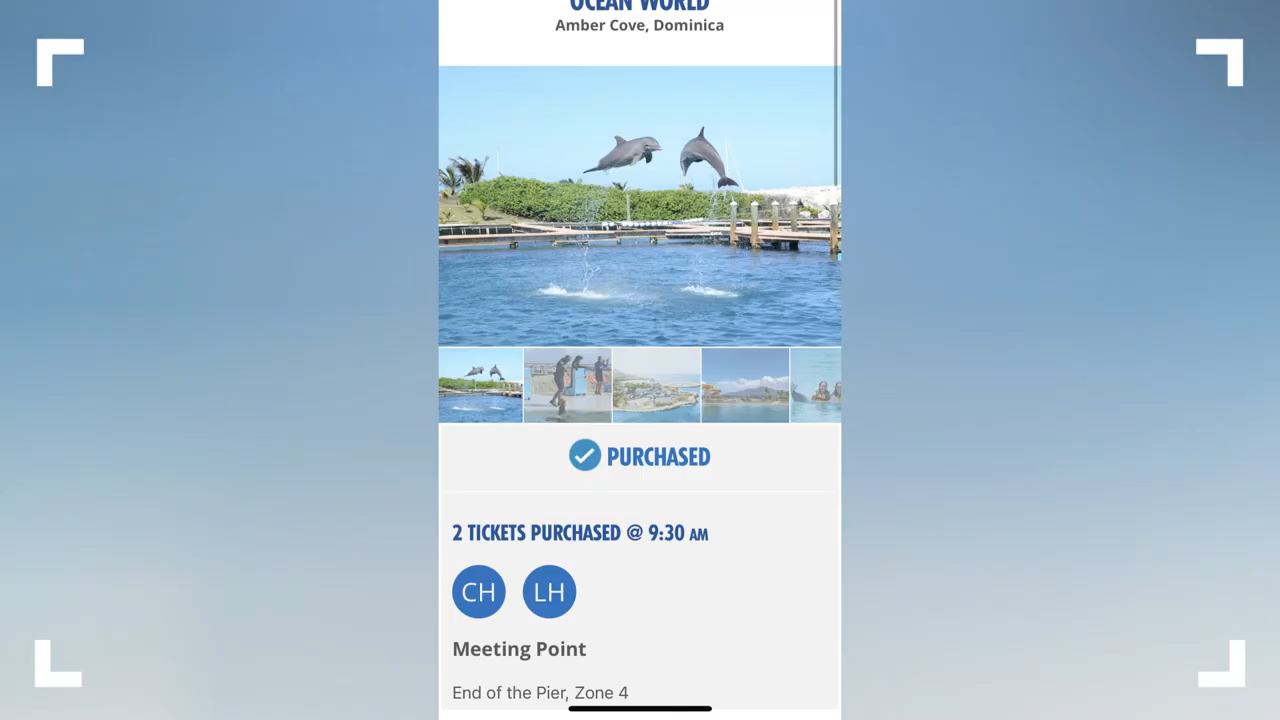 OCEAN WORLD
Amber Cove, Dominica
PURCHASED
2 TICKETS PURCHASED @ 9:30 AM
CH LH
Meeting Point
End of the Pier, Zone 4